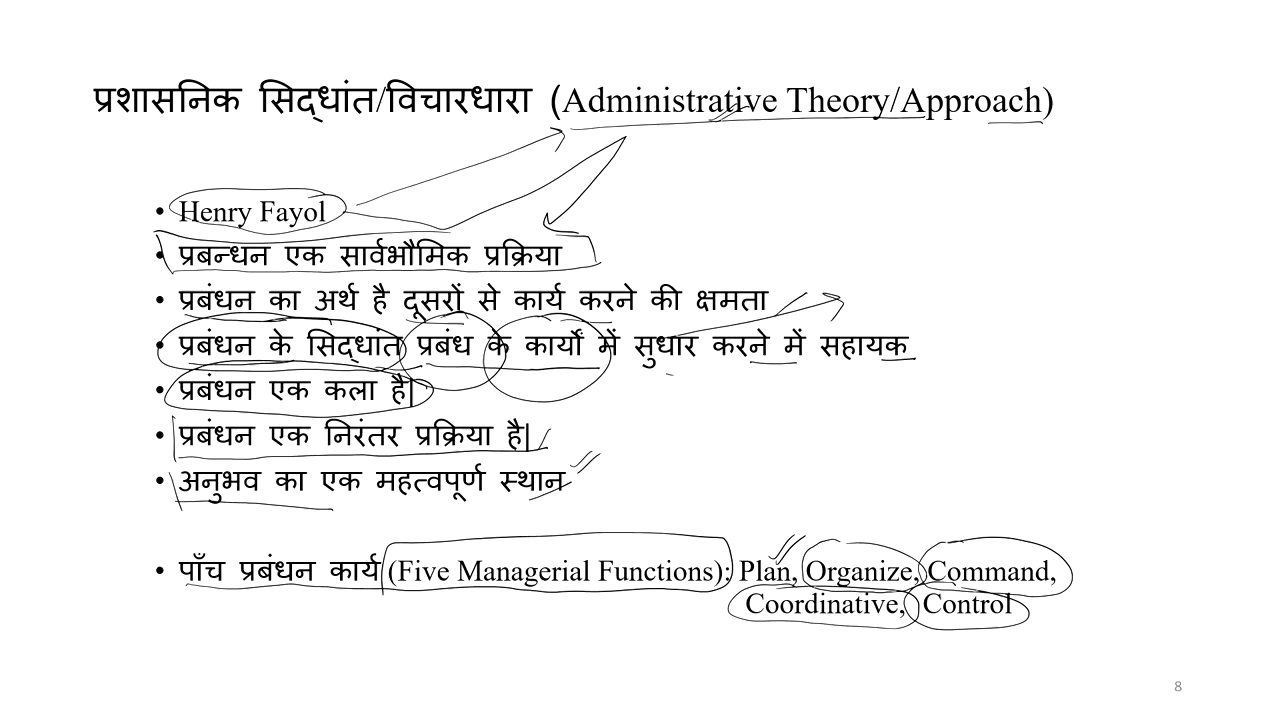 प्रशासनिक सिद्धांत/विचारधारा (Administrative Theory/Approach)
• Henry Fayol
• प्रबन्धन एक सार्वभौमिक प्रक्रिया
• प्रबंधन का अर्थ है दूसरों से कार्य करने की क्षमता
• प्रबंधन के सिद्धांत प्रबंध के कार्यों में सुधार करने में सहायक
• प्रबंधन एक कला है|
• प्रबंधन एक निरंतर प्रक्रिया है|
• अनुभव का एक महत्वपूर्ण स्थान
• पाँच प्रबंधन कार्य (Five Managerial Functions): Plan, Organize, Command,
Coordinative, Control
8